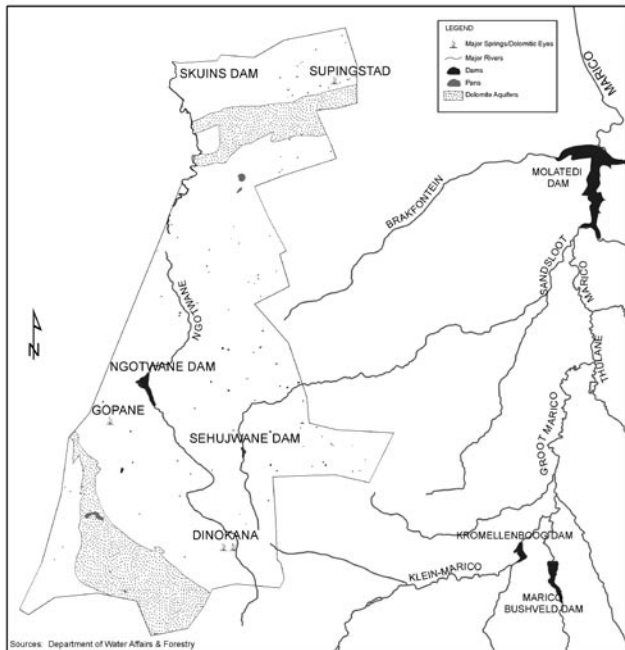 LEGEND
Major Springs/Dolomitic Eyes
Major Rivers
Dams
Pans
Dolomite Aquifers
SKUINS DAM
SUPINGSTAD
MARICO
MOLATEDI
DAM
BRAKFONTEIN
SANDSLOOT
MARICO
NGOTWANE
THULANE
NGOTWANE DAM
GOPANE
SEHUJWANE DAM
GROOT MARICO
DINOKANA
KROMELLENBOOG DAM
KLEIN-MARICO
MARICO
BUSHVELD DAM
N
Sources: Department of Water Affairs & Forestry